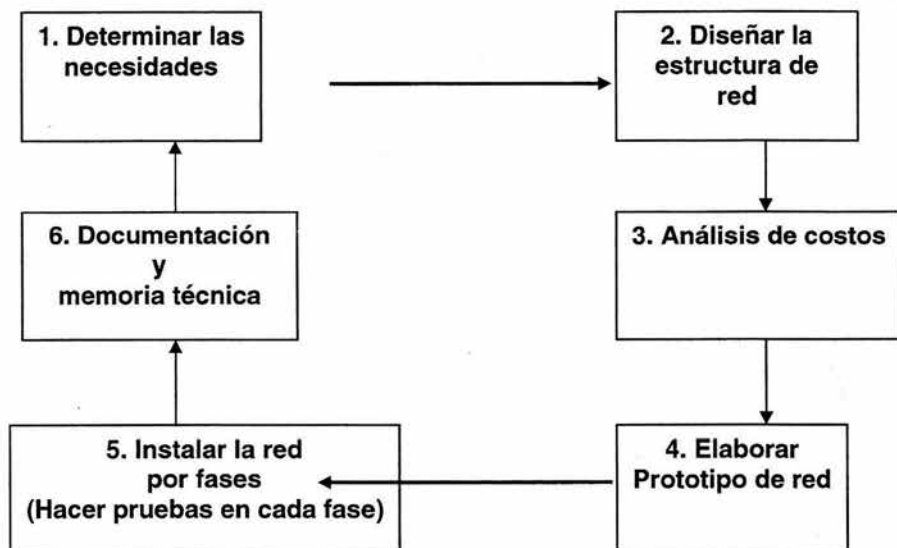 1. Determinar las
necesidades
2. Diseñar la
estructura de
red
3. Análisis de costos
4. Elaborar
Prototipo de red
5. Instalar la red
por fases
(Hacer pruebas en cada fase)
6. Documentación
y
memoria técnica